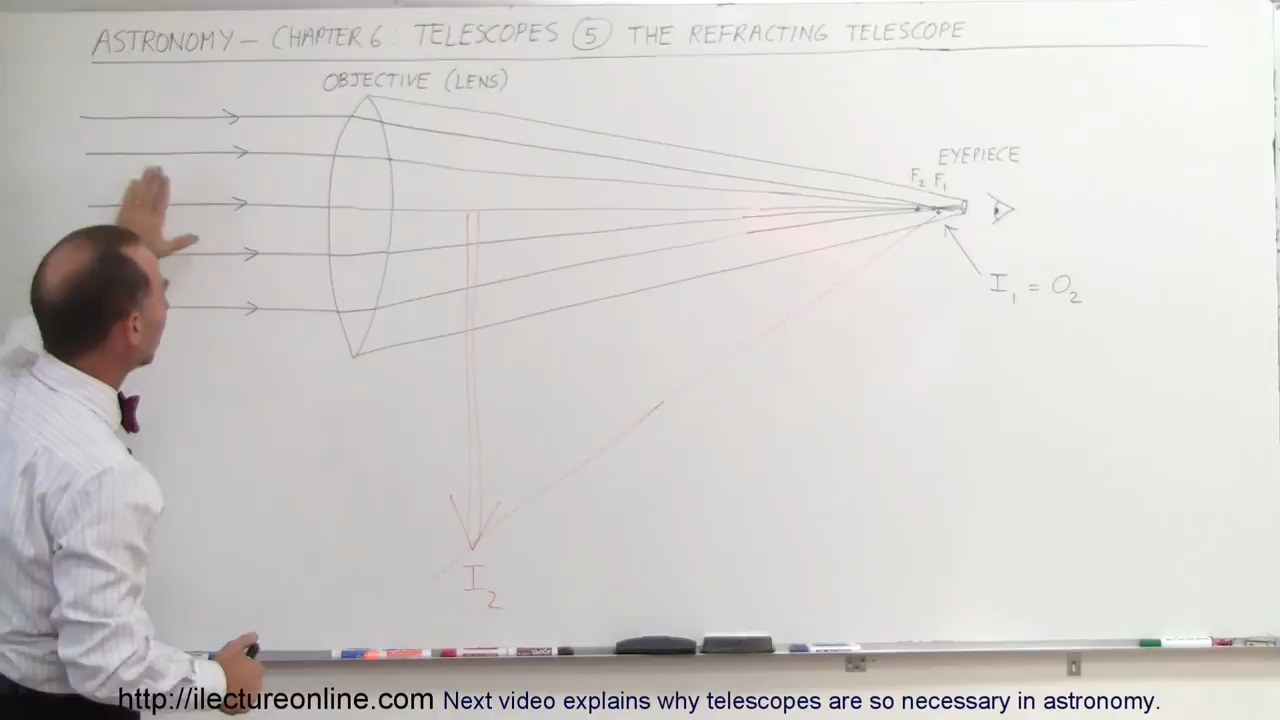 ASTRONOMY – CHAPTER 6: TELESCOPES ⑤ THE REFRACTING TELESCOPE
OBJECTIVE (LENS)
EYEPIECE
F₂ F₁
I₁ = O₂
I₂
http://ilectureonline.com Next video explains why telescopes are so necessary in astronomy.